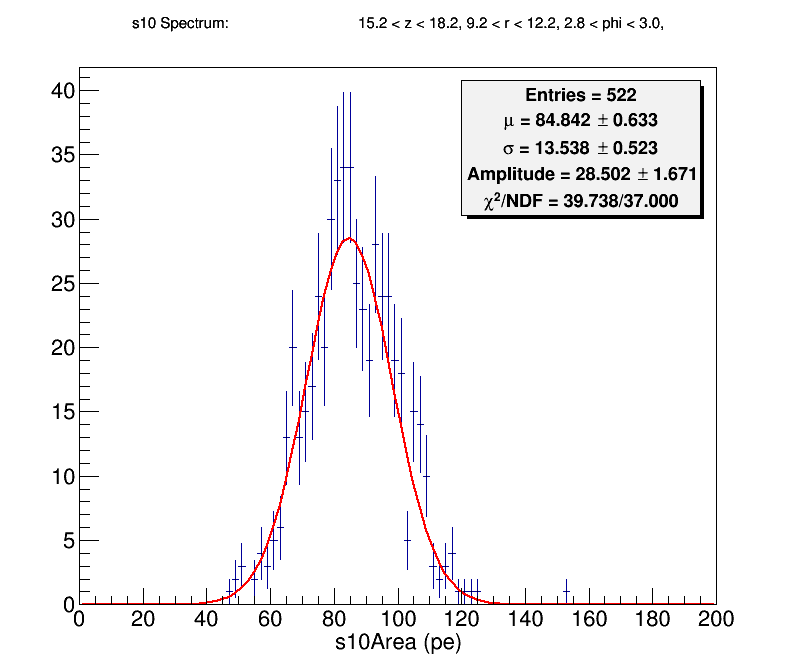 s10 Spectrum: 15.2 < z < 18.2, 9.2 < r < 12.2, 2.8 < phi < 3.0,
Entries = 522
μ = 84.842 ± 0.633
σ = 13.538 ± 0.523
Amplitude = 28.502 ± 1.671
χ²/NDF = 39.738/37.000
40
35
30
25
20
15
10
5
0
0 20 40 60 80 100 120 140 160 180 200
s10Area (pe)